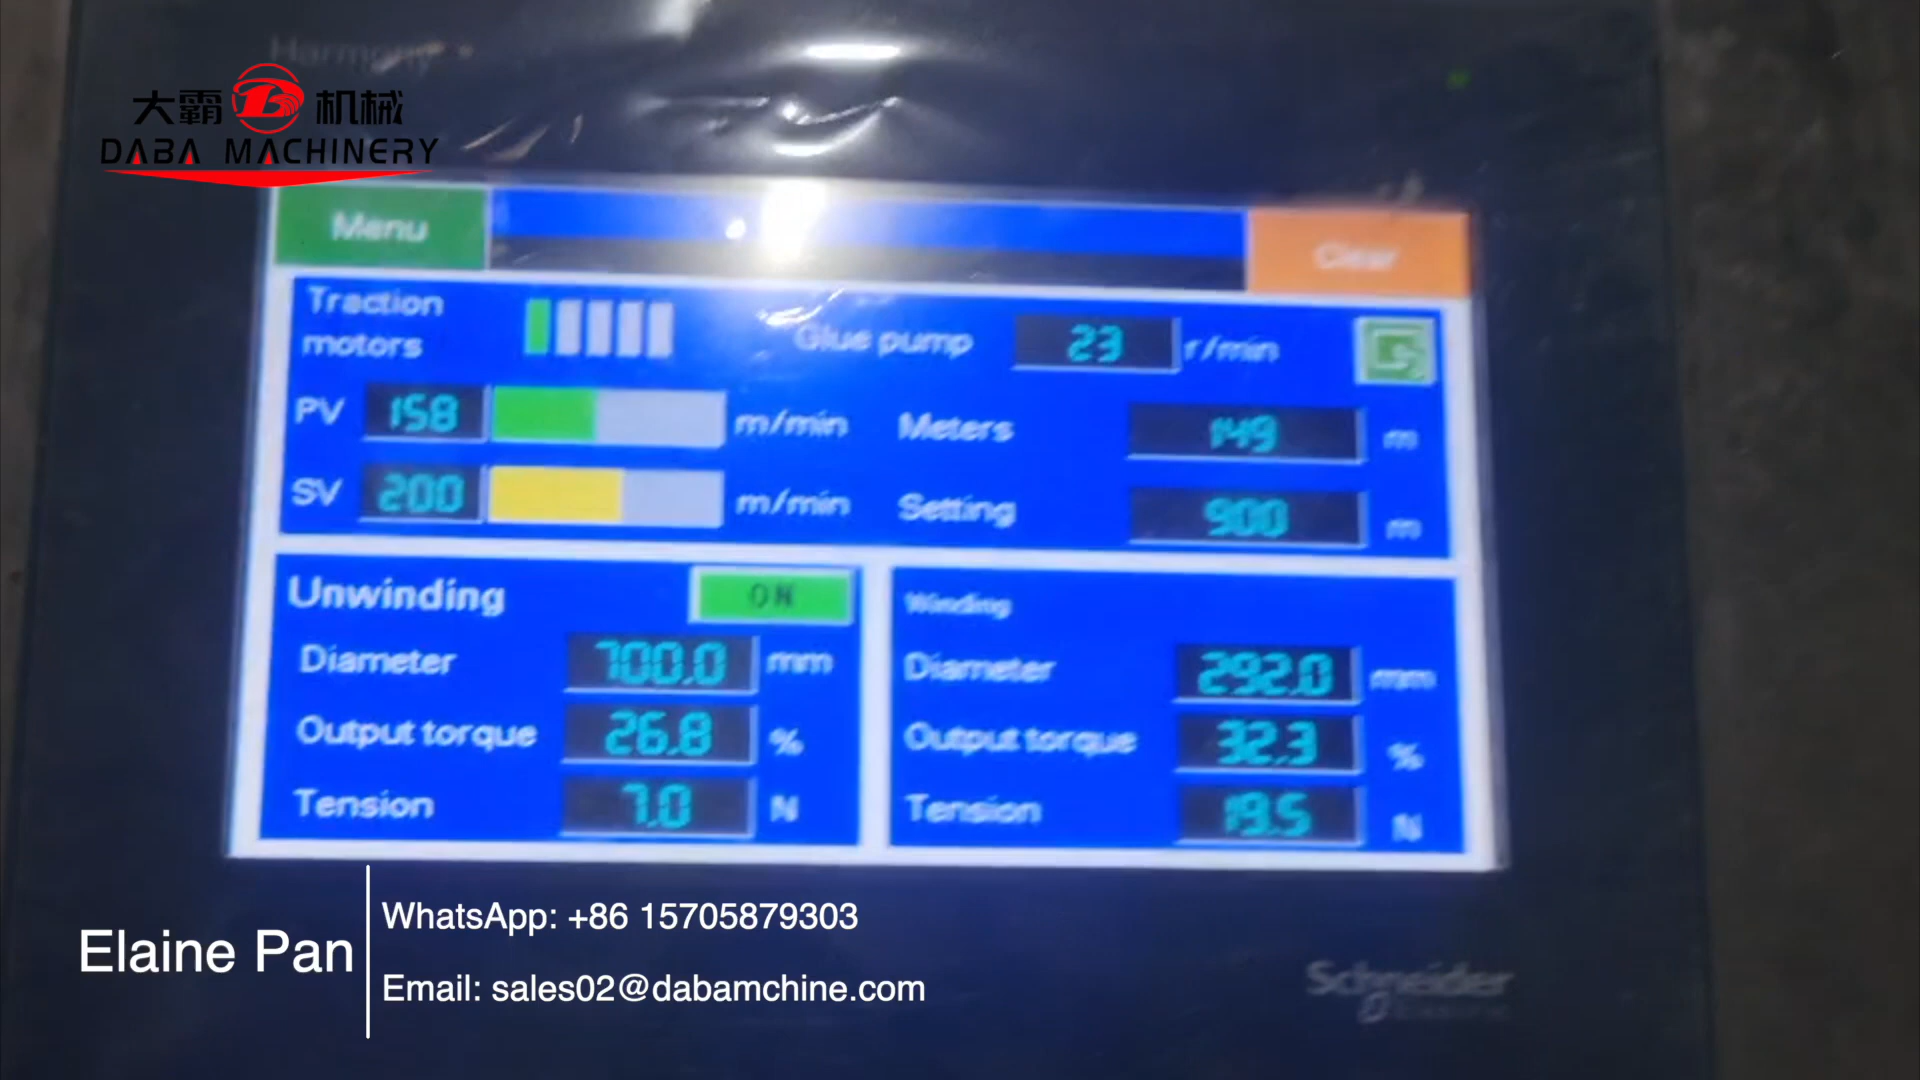 Harmony
大霸 机械
DABA MACHINERY
Menu
Clear
Traction motors
Glue pump 23 r/min
PV 158 m/min
Meters 149 m
SV 200 m/min
Setting 900 m
Unwinding ON
Winding
Diameter 700.0 mm
Diameter 292.0 mm
Output torque 26.8 %
Output torque 32.3 %
Tension 7.0 N
Tension 19.5 N
Elaine Pan
WhatsApp: +86 15705879303
Email: sales02@dabamchine.com
Schneider
Electric